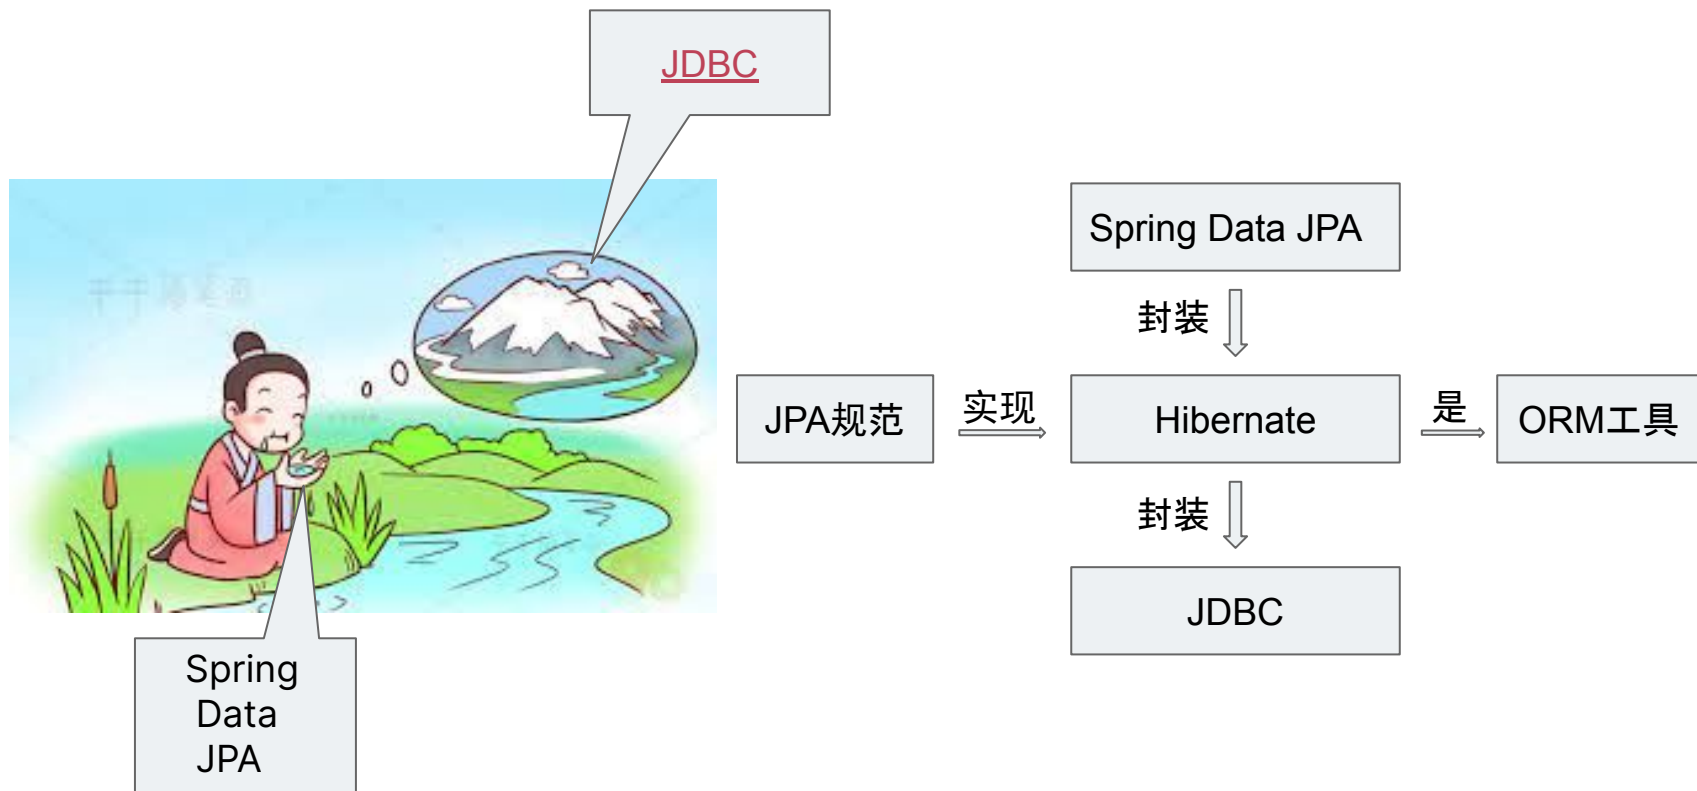 JDBC
Spring
Data
JPA
Spring Data JPA
封装
JPA规范
实现
Hibernate
是
ORM工具
封装
JDBC